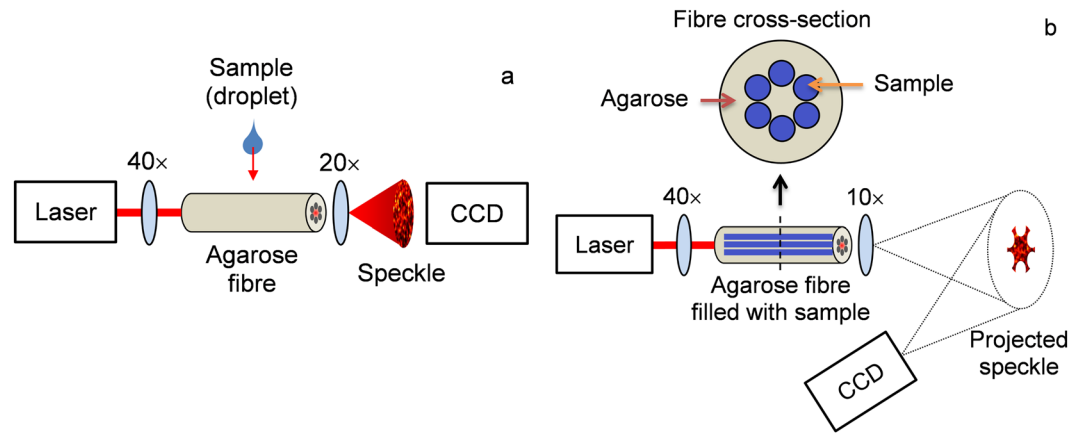 a
Sample
(droplet)
40×
20×
Laser
CCD
Agarose
fibre
Speckle
b
Fibre cross-section
Agarose
Sample
40×
10×
Laser
Agarose fibre
filled with sample
CCD
Projected
speckle